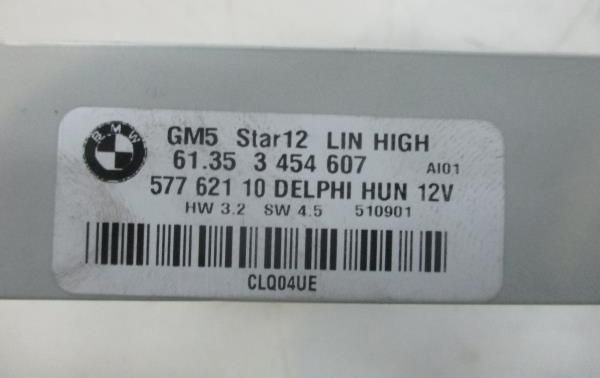 BMW
GM5 Star12 LIN HIGH
61.35 3 454 607 AI01
577 621 10 DELPHI HUN 12V
HW 3.2 SW 4.5 510901
CLQ04UE